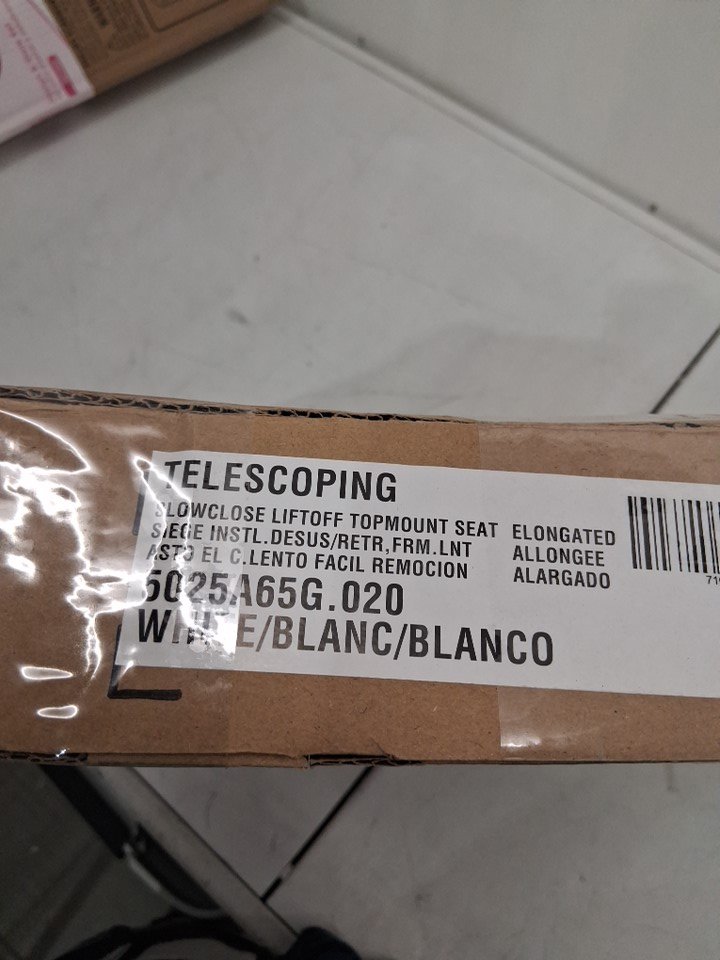 TELESCOPING
SLOWCLOSE LIFTOFF TOPMOUNT SEAT ELONGATED
SIEGE INSTL.DESUS/RETR,FRM.LNT ALLONGEE
ASTO EL C.LENTO FACIL REMOCION ALARGADO
5025A65G.020
WHITE/BLANC/BLANCO